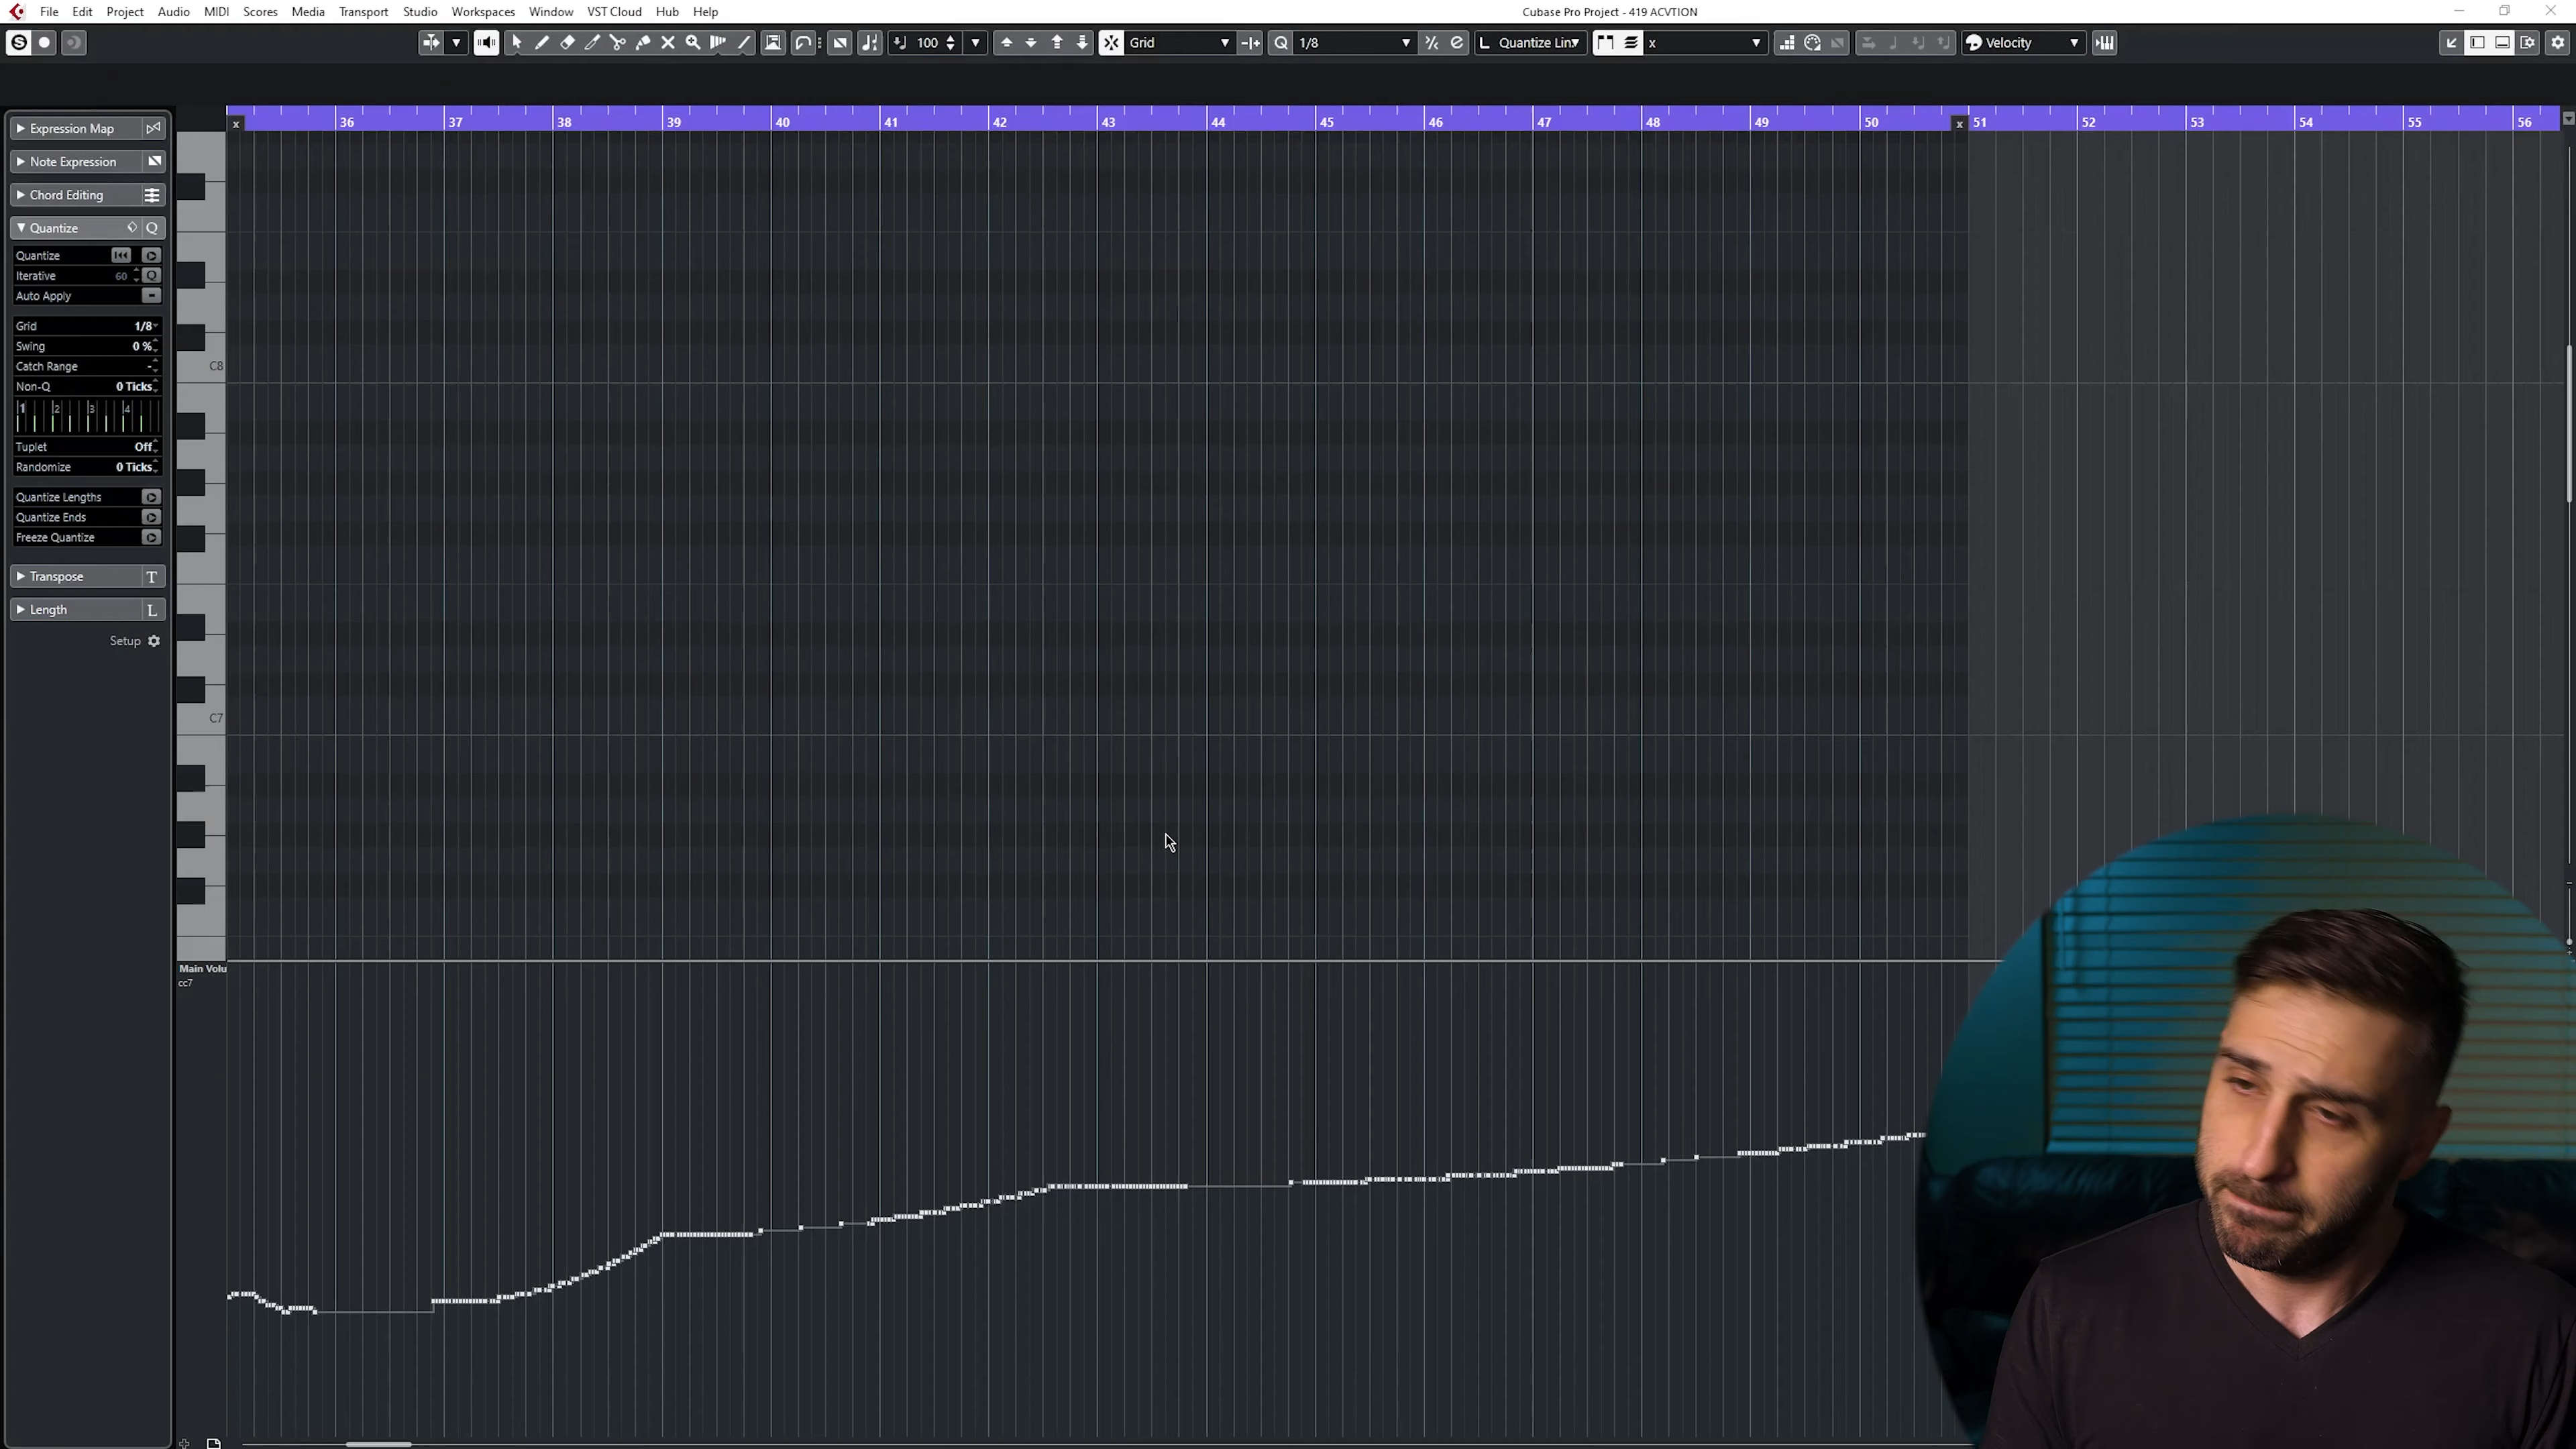 File Edit Project Audio MIDI Scores Media Transport Studio Workspaces Window VST Cloud Hub Help
Cubase Pro Project - 419 ACVTION
100 Grid 1/8 L Quantize Lin x Velocity
x 36 37 38 39 40 41 42 43 44 45 46 47 48 49 50 x 51 52 53 54 55 56
Expression Map
Note Expression
Chord Editing
Quantize Q
Quantize
Iterative 60 Q
Auto Apply
Grid 1/8
Swing 0 %
Catch Range -
Non-Q 0 Ticks
1 2 3 4
Tuplet Off
Randomize 0 Ticks
Quantize Lengths
Quantize Ends
Freeze Quantize
Transpose T
Length L
Setup
C8
C7
Main Volu
cc7